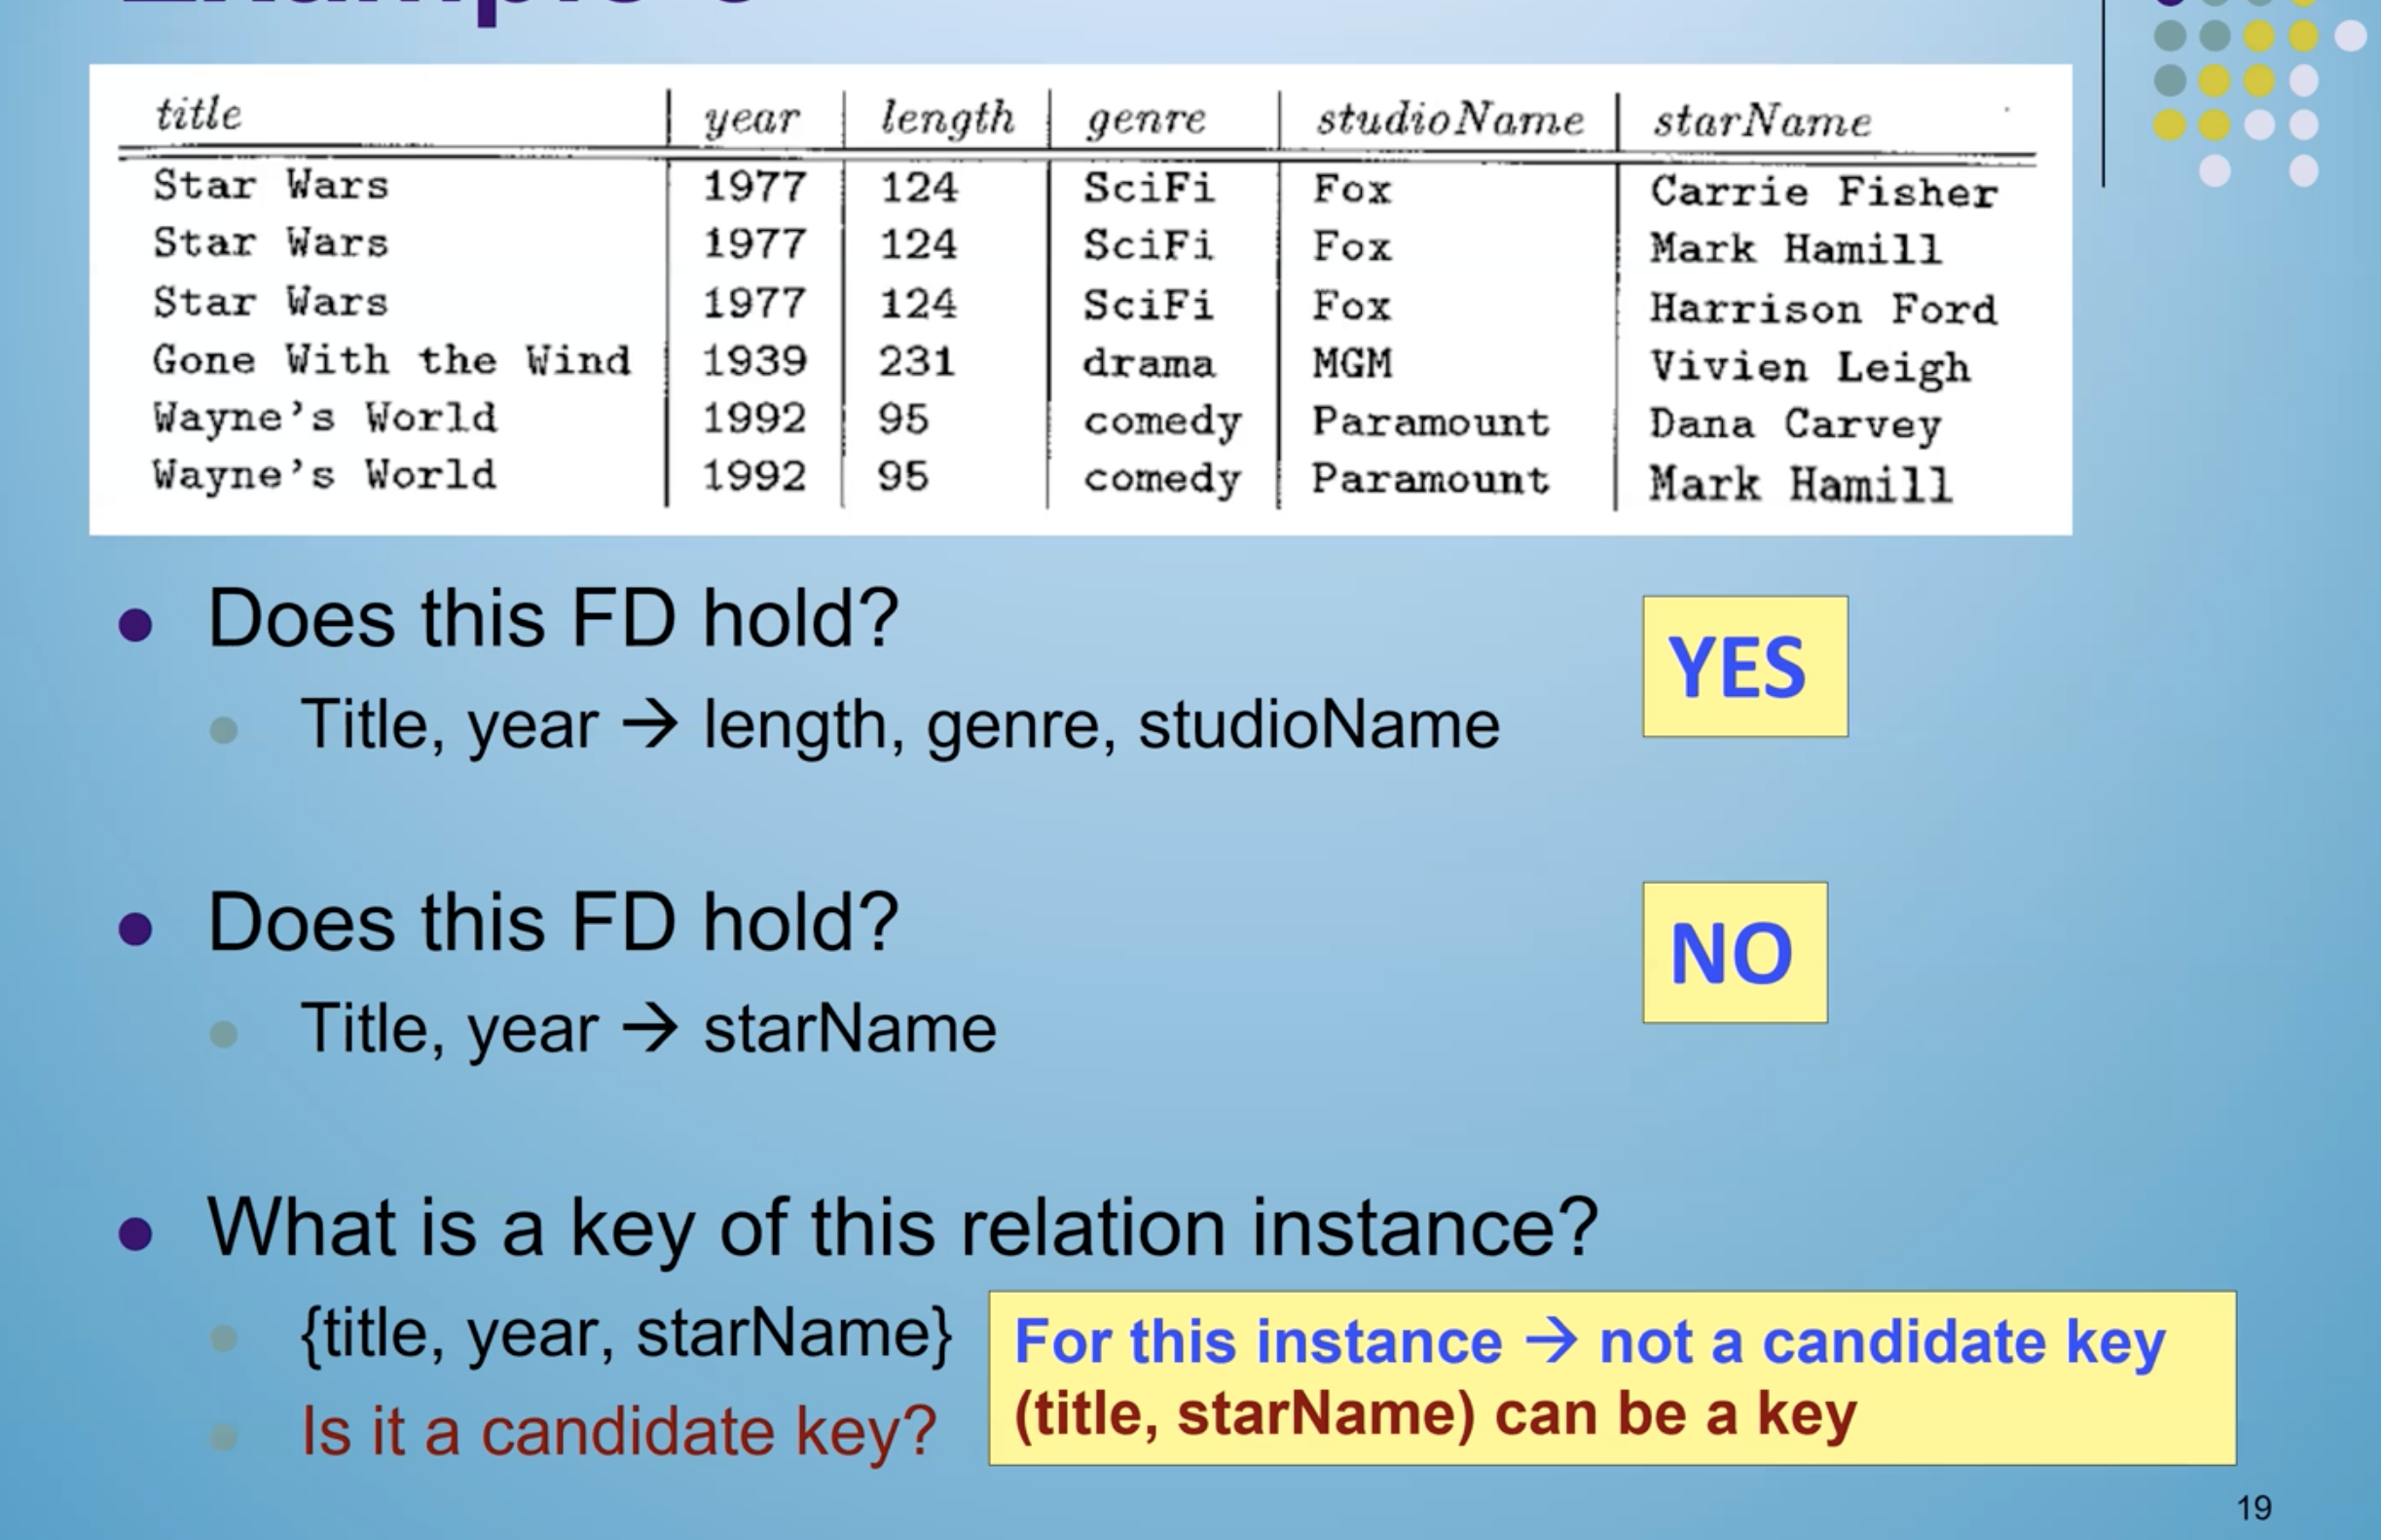 title year length genre studioName starName
Star Wars 1977 124 SciFi Fox Carrie Fisher
Star Wars 1977 124 SciFi Fox Mark Hamill
Star Wars 1977 124 SciFi Fox Harrison Ford
Gone With the Wind 1939 231 drama MGM Vivien Leigh
Wayne's World 1992 95 comedy Paramount Dana Carvey
Wayne's World 1992 95 comedy Paramount Mark Hamill
Does this FD hold?
YES
Title, year → length, genre, studioName
Does this FD hold?
NO
Title, year → starName
What is a key of this relation instance?
{title, year, starName}
For this instance → not a candidate key
(title, starName) can be a key
Is it a candidate key?
19